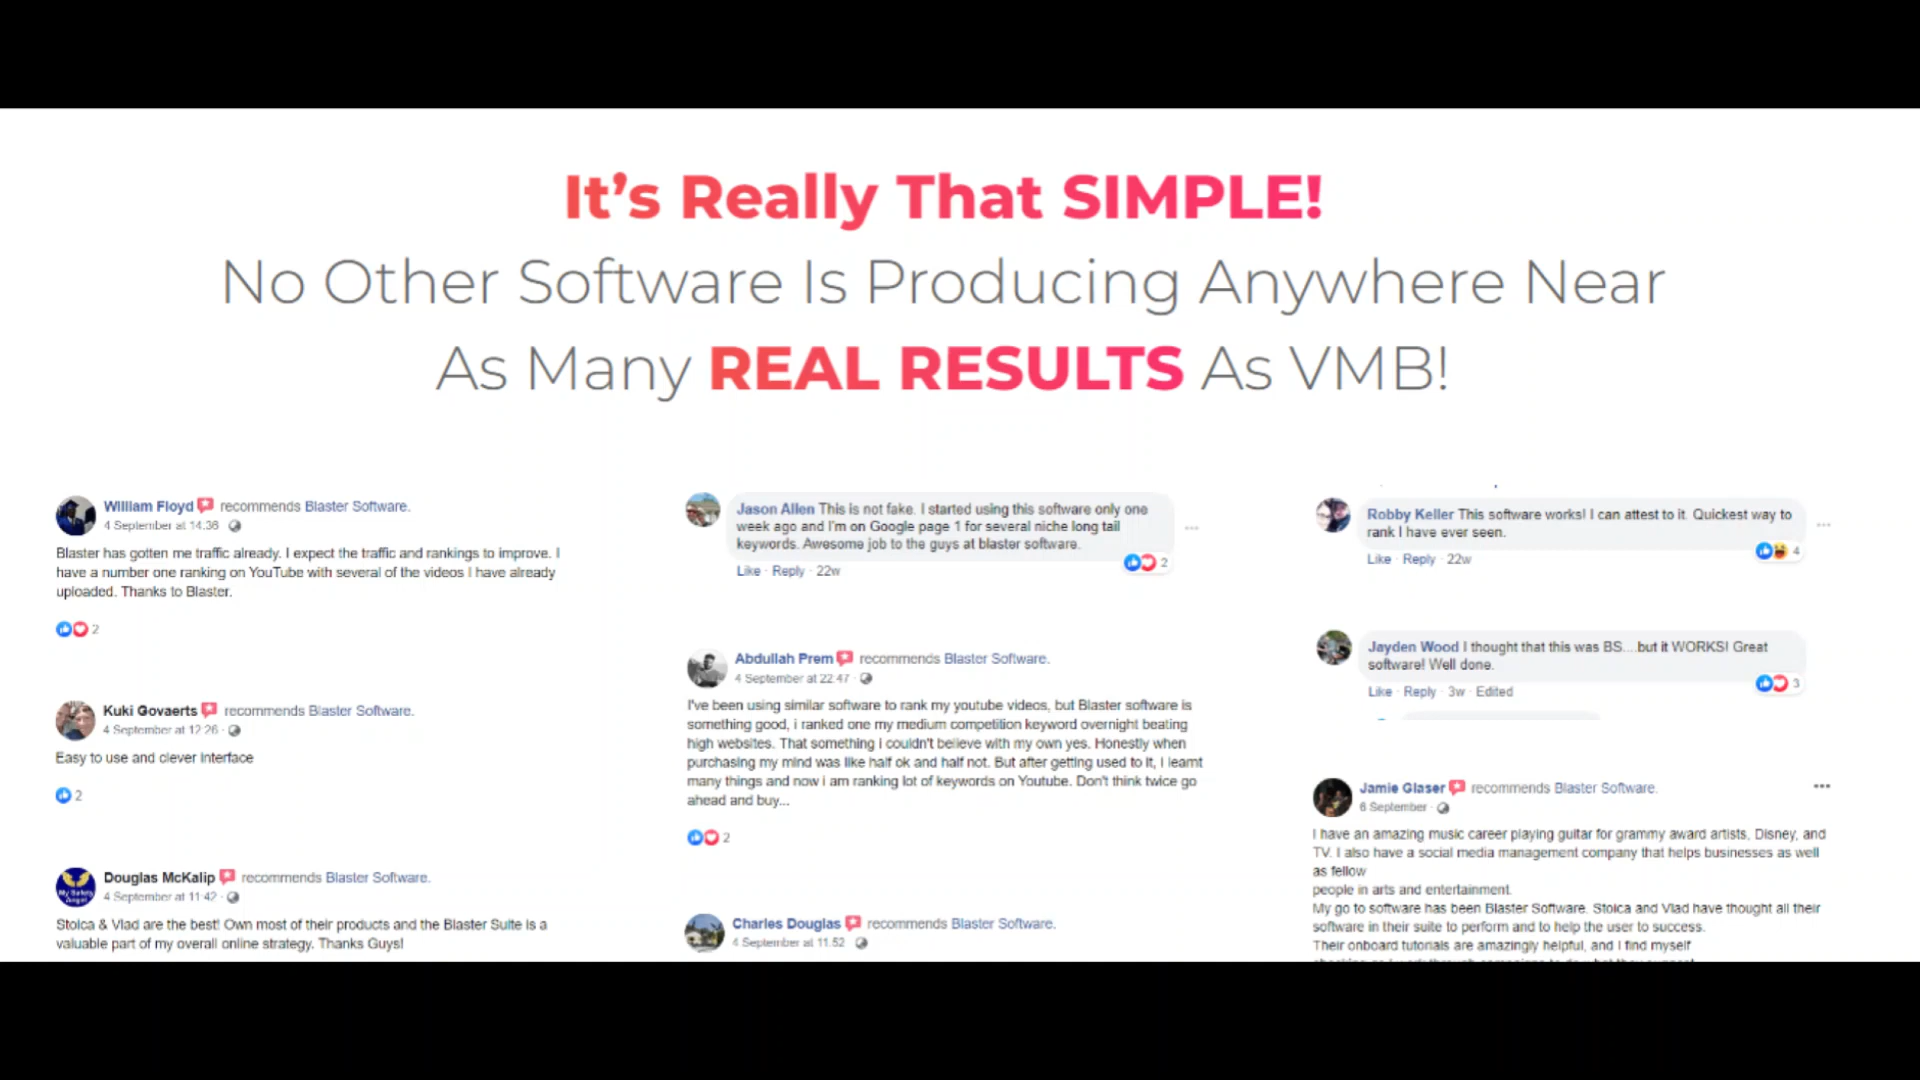 It's Really That SIMPLE!
No Other Software Is Producing Anywhere Near
As Many REAL RESULTS As VMB!
William Floyd recommends Blaster Software.
4 September at 14.36
Blaster has gotten me traffic already. I expect the traffic and rankings to improve. I
have a number one ranking on YouTube with several of the videos I have already
uploaded. Thanks to Blaster.
2
Kuki Govaerts recommends Blaster Software.
4 September at 12 26
Easy to use and clever interface
2
Douglas McKalip recommends Blaster Software.
4 September at 11 42
Stoica & Vlad are the best! Own most of their products and the Blaster Suite is a
valuable part of my overall online strategy. Thanks Guys!
Jason Allen This is not fake. I started using this software only one
week ago and I'm on Google page 1 for several niche long tail
keywords. Awesome job to the guys at blaster software.
2
Like · Reply · 22w
Abdullah Prem recommends Blaster Software.
4 September at 22:47
I've been using similar software to rank my youtube videos, but Blaster software is
something good, i ranked one my medium competition keyword overnight beating
high websites. That something i couldn't believe with my own yes. Honestly when
purchasing my mind was like half ok and half not. But after getting used to it, I learnt
many things and now i am ranking lot of keywords on Youtube. Don't think twice go
ahead and buy...
2
Charles Douglas recommends Blaster Software.
4 September at 11.52
Robby Keller This software works! I can attest to it. Quickest way to
rank I have ever seen.
4
Like · Reply · 22w
Jayden Wood I thought that this was BS....but it WORKS! Great
software! Well done.
3
Like · Reply · 3w · Edited
Jamie Glaser recommends Blaster Software.
6 September
I have an amazing music career playing guitar for grammy award artists, Disney, and
TV. I also have a social media management company that helps businesses as well
as fellow
people in arts and entertainment.
My go to software has been Blaster Software. Stoica and Vlad have thought all their
software in their suite to perform and to help the user to success.
Their onboard tutorials are amazingly helpful, and I find myself